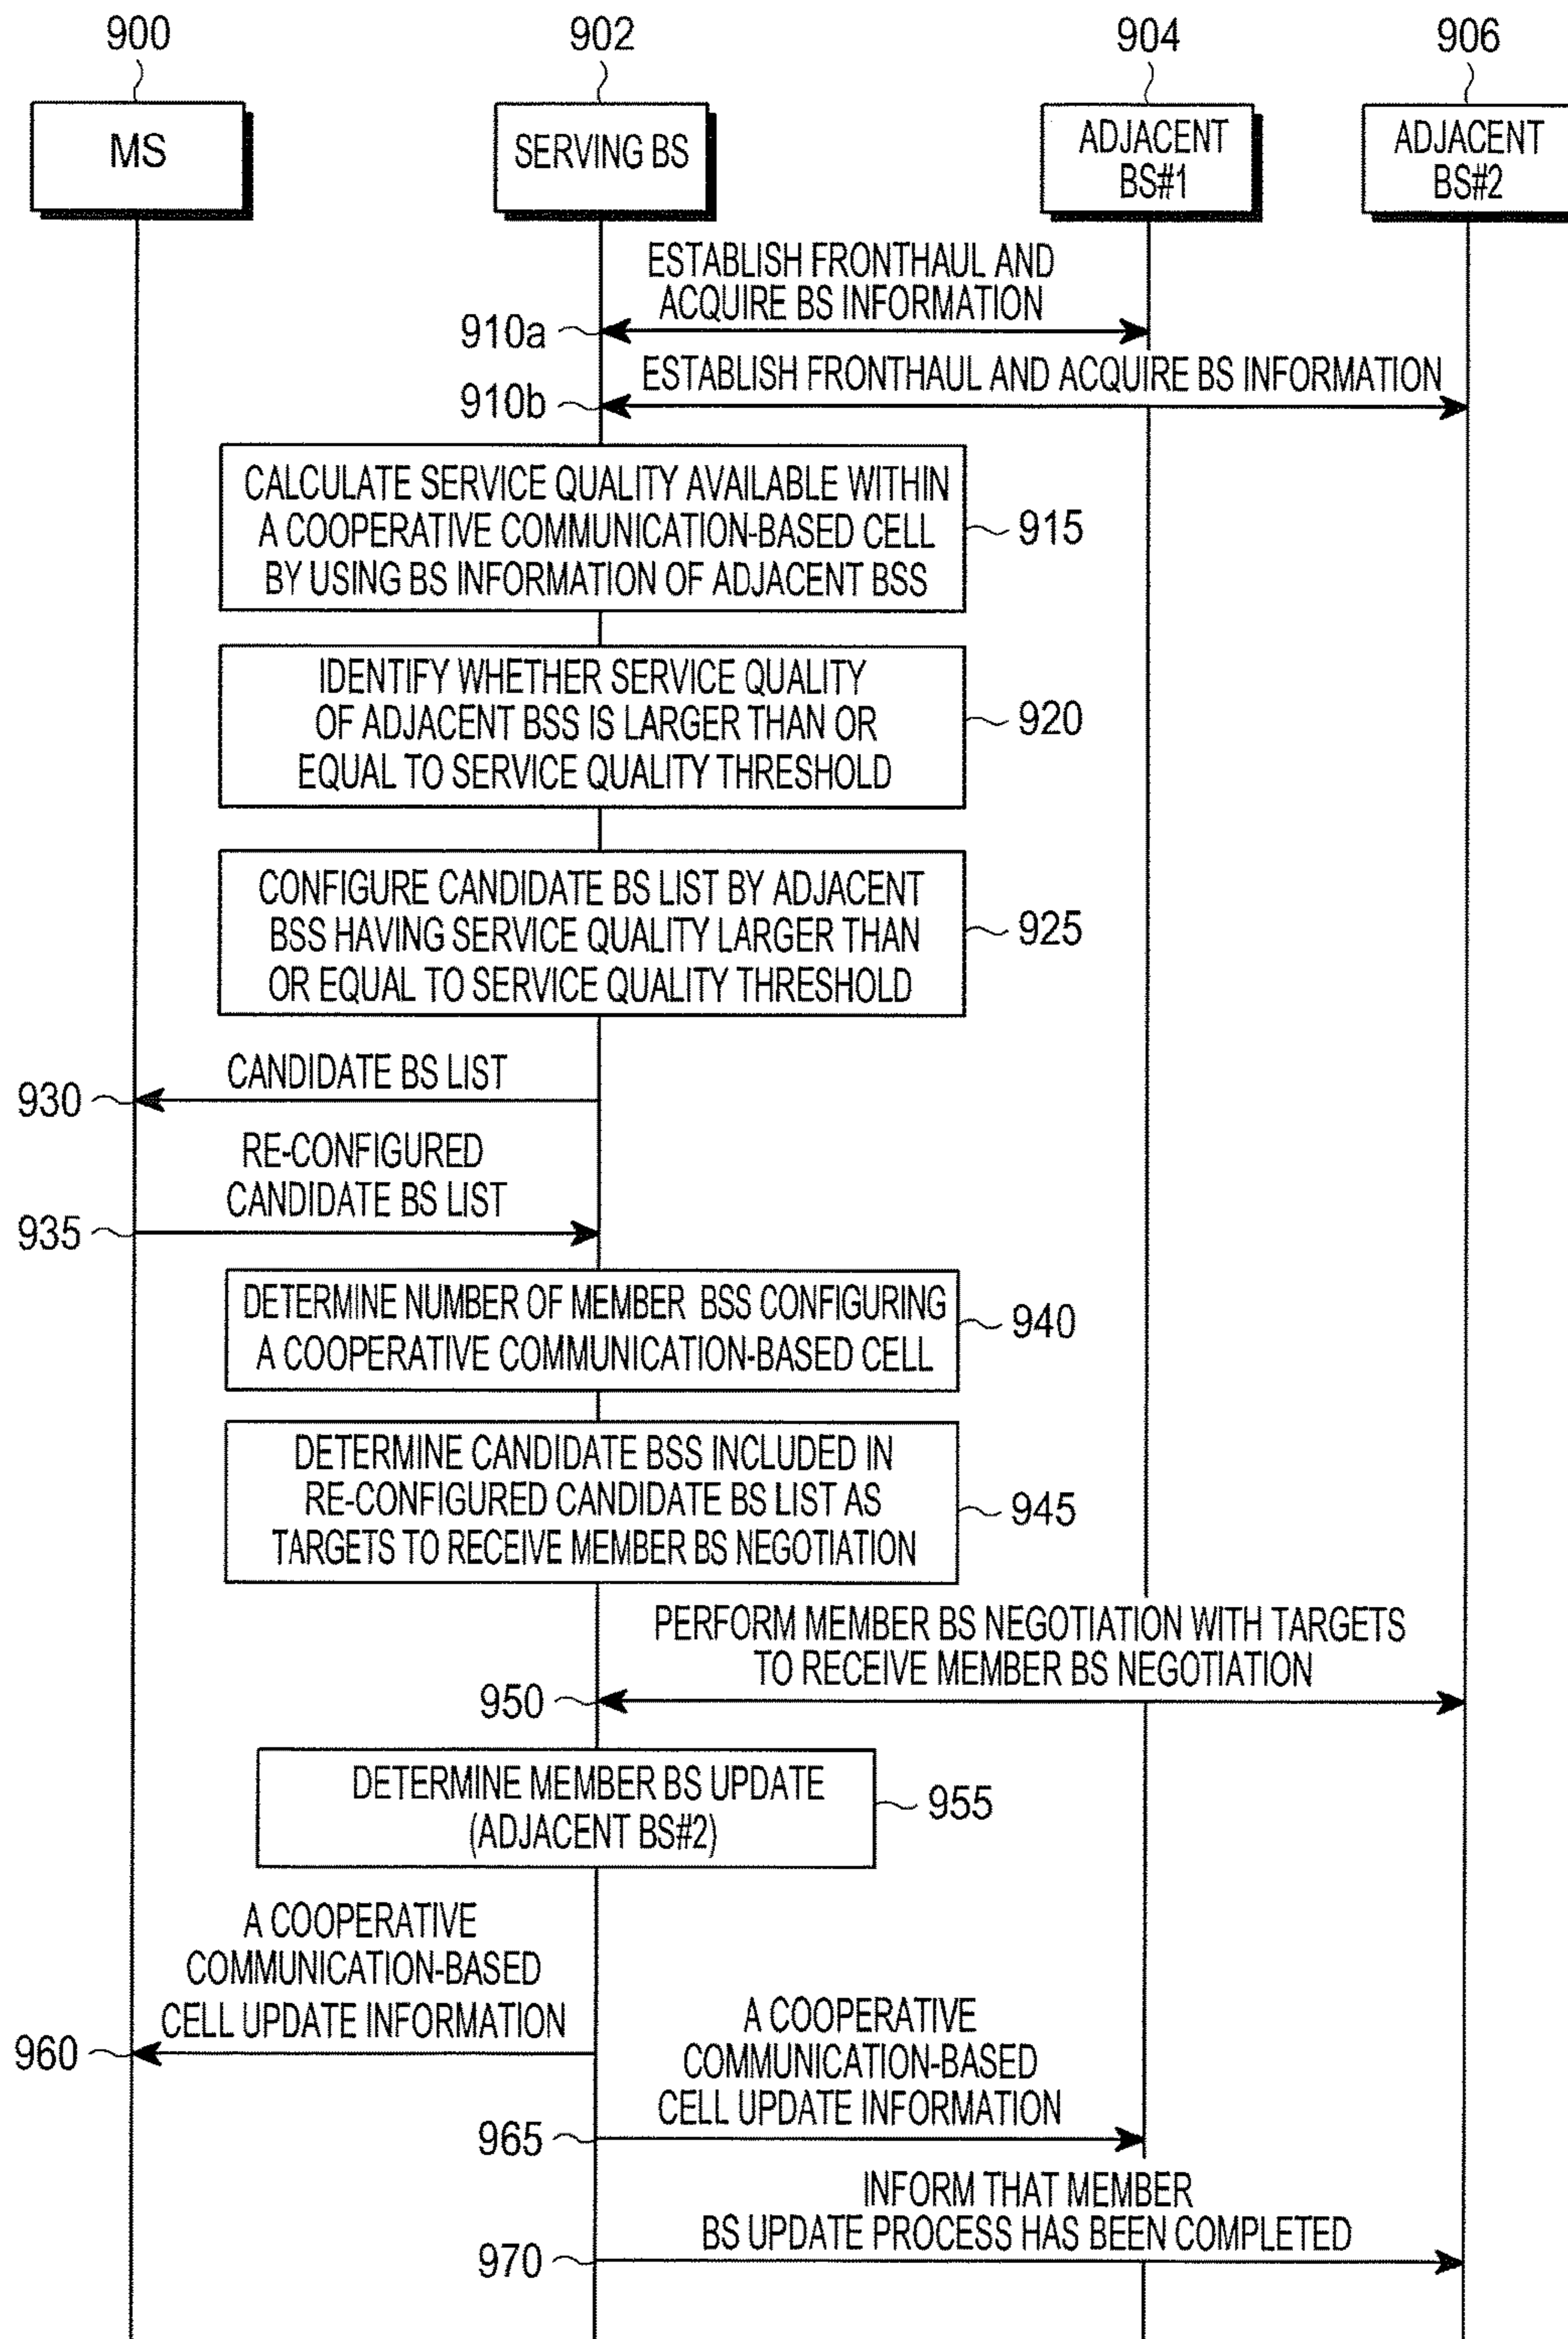 900
902
904
906
MS
SERVING BS
ADJACENT
BS#1
ADJACENT
BS#2
ESTABLISH FRONTHAUL AND
ACQUIRE BS INFORMATION
910a
ESTABLISH FRONTHAUL AND ACQUIRE BS INFORMATION
910b
CALCULATE SERVICE QUALITY AVAILABLE WITHIN
A COOPERATIVE COMMUNICATION-BASED CELL
BY USING BS INFORMATION OF ADJACENT BSS
915
IDENTIFY WHETHER SERVICE QUALITY
OF ADJACENT BSS IS LARGER THAN OR
EQUAL TO SERVICE QUALITY THRESHOLD
920
CONFIGURE CANDIDATE BS LIST BY ADJACENT
BSS HAVING SERVICE QUALITY LARGER THAN
OR EQUAL TO SERVICE QUALITY THRESHOLD
925
CANDIDATE BS LIST
930
RE-CONFIGURED
CANDIDATE BS LIST
935
DETERMINE NUMBER OF MEMBER BSS CONFIGURING
A COOPERATIVE COMMUNICATION-BASED CELL
940
DETERMINE CANDIDATE BSS INCLUDED IN
RE-CONFIGURED CANDIDATE BS LIST AS
TARGETS TO RECEIVE MEMBER BS NEGOTIATION
945
PERFORM MEMBER BS NEGOTIATION WITH TARGETS
TO RECEIVE MEMBER BS NEGOTIATION
950
DETERMINE MEMBER BS UPDATE
(ADJACENT BS#2)
955
A COOPERATIVE
COMMUNICATION-BASED
CELL UPDATE INFORMATION
960
A COOPERATIVE
COMMUNICATION-BASED
CELL UPDATE INFORMATION
965
INFORM THAT MEMBER
BS UPDATE PROCESS HAS BEEN COMPLETED
970